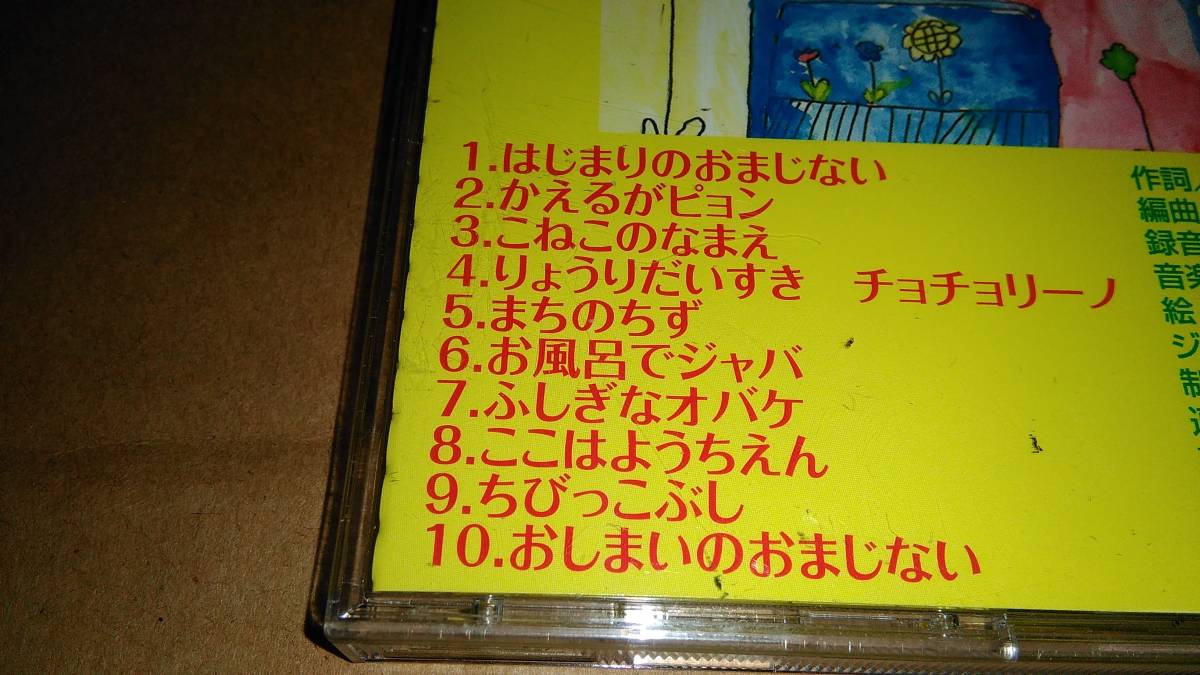 1.はじまりのおまじない
2.かえるがピョン
3.こねこのなまえ
4.りょうりだいすき　チョチョリーノ
5.まちのちず
6.お風呂でジャバ
7.ふしぎなオバケ
8.ここはようちえん
9.ちびっこぶし
10.おしまいのおまじない
作詞
編曲
録音
音楽
絵
ジ
制